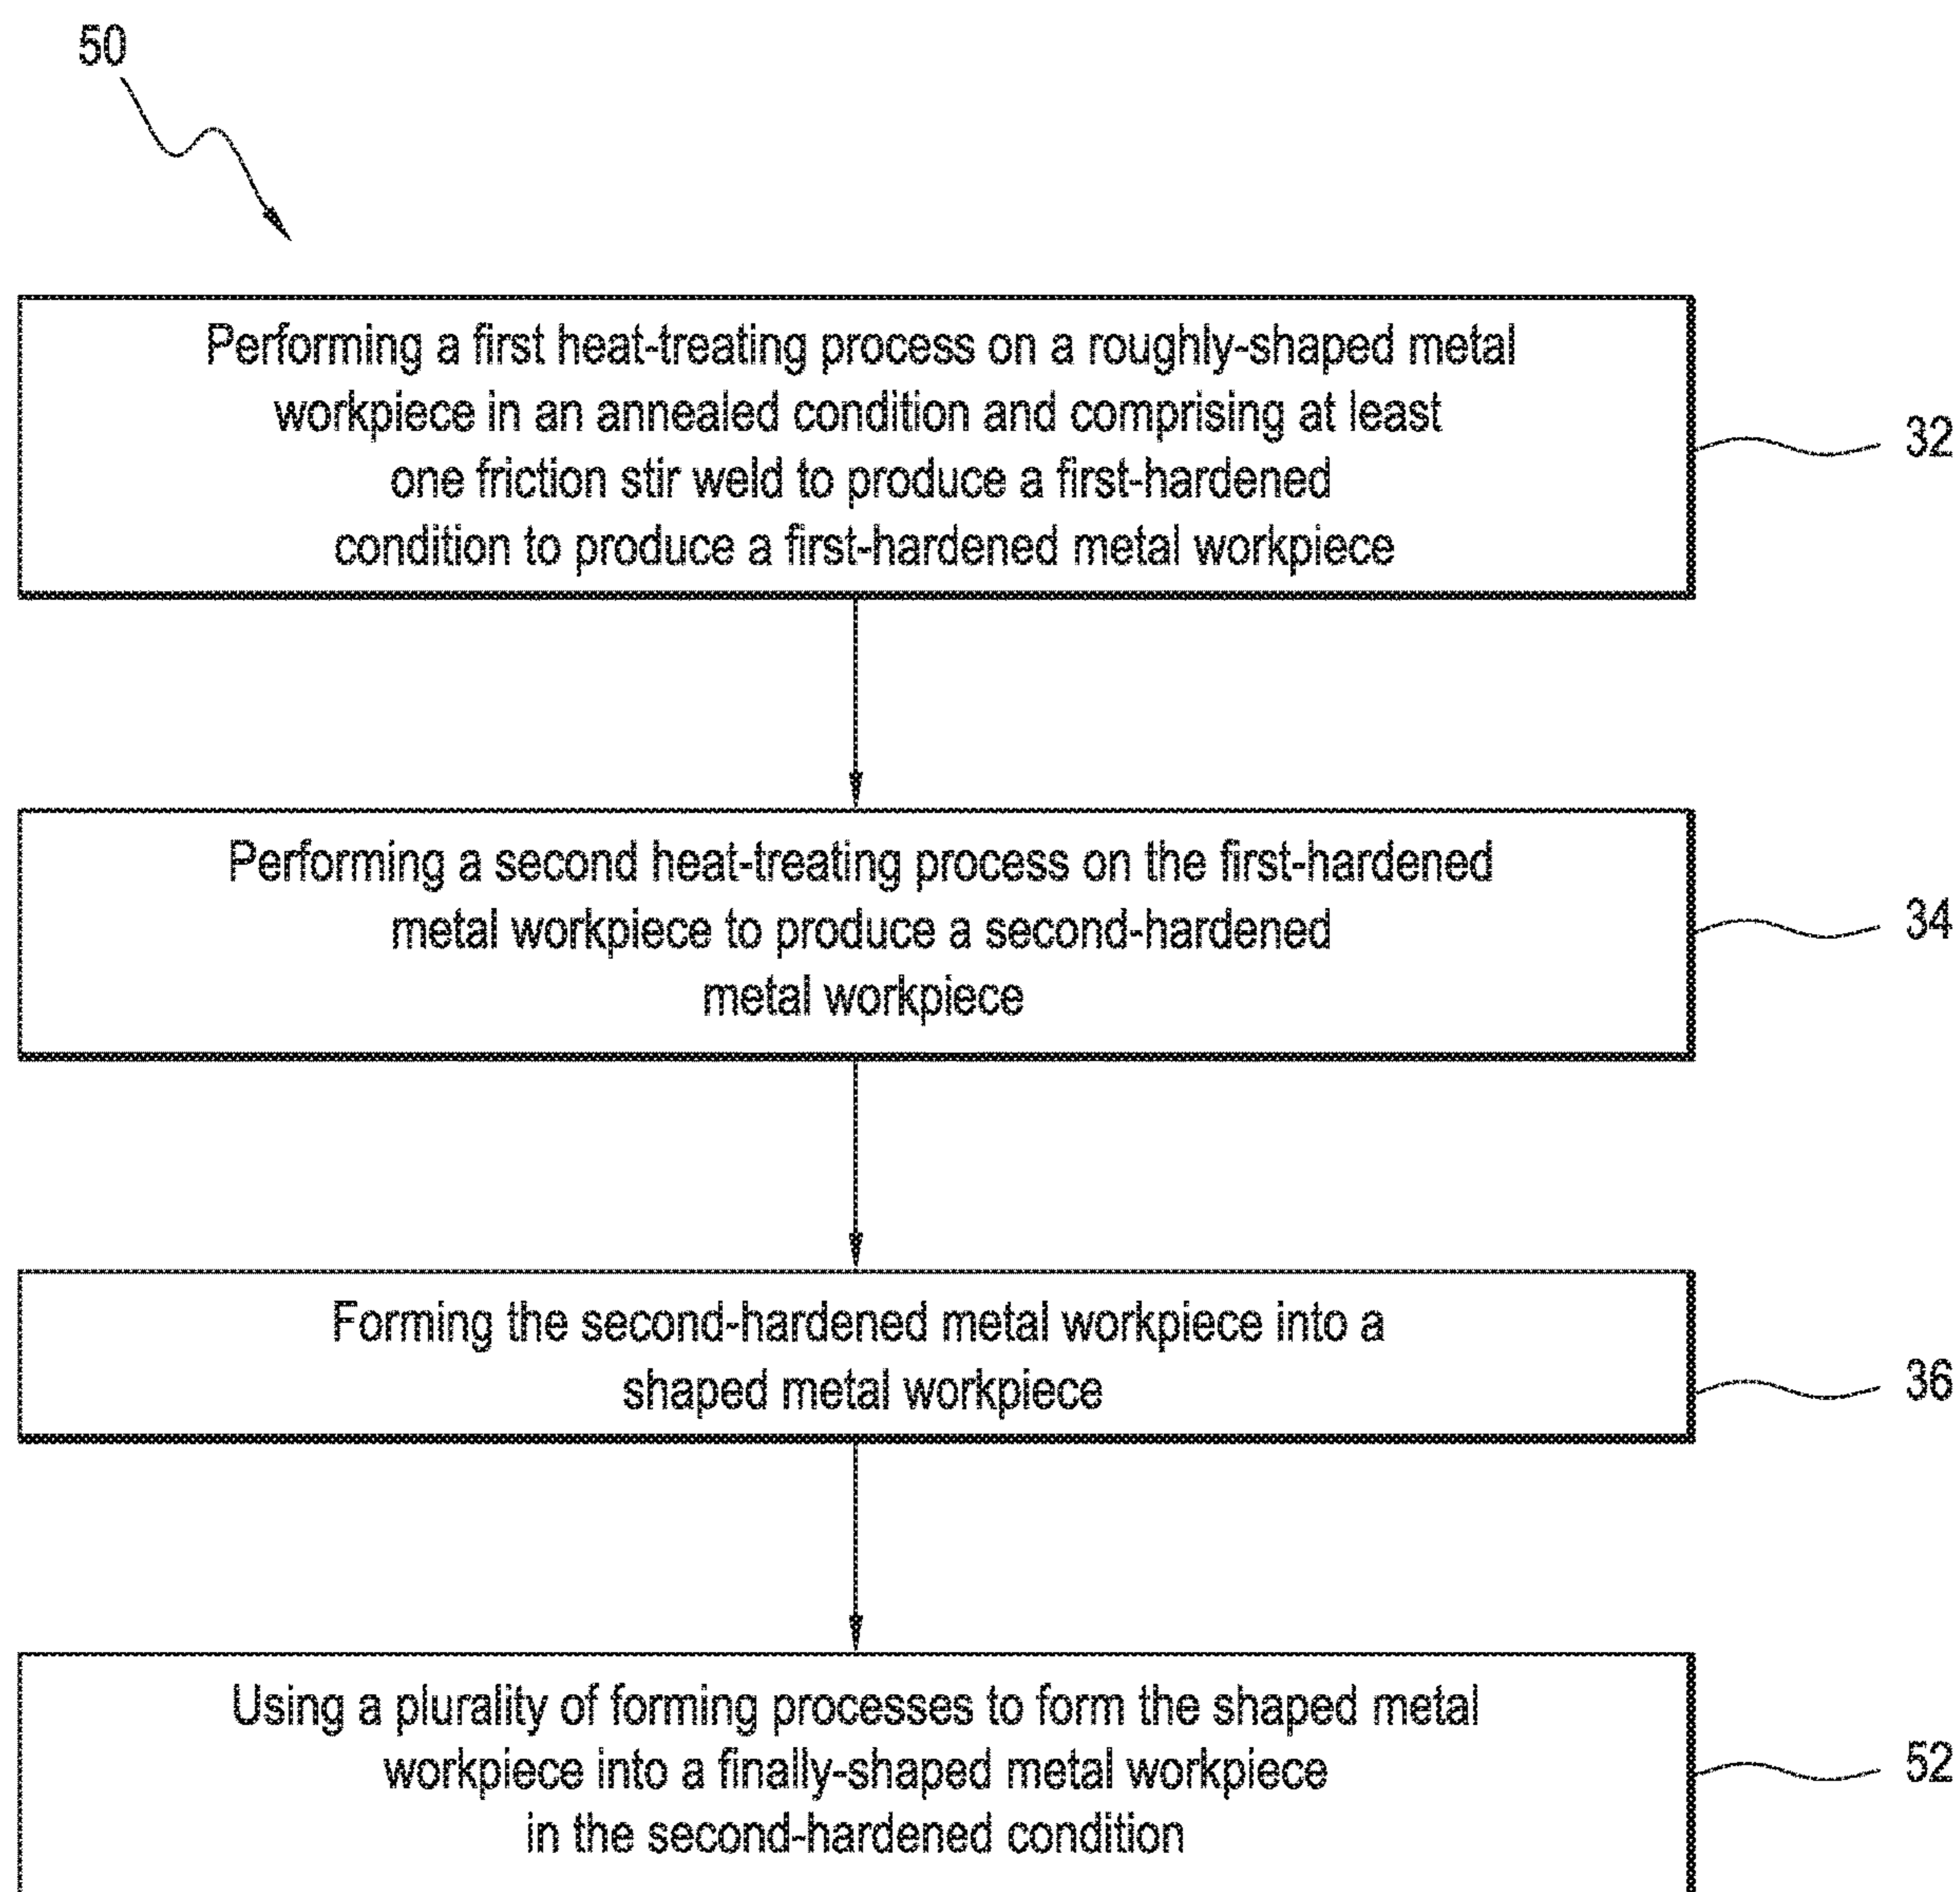 50
Performing a first heat-treating process on a roughly-shaped metal
workpiece in an annealed condition and comprising at least
one friction stir weld to produce a first-hardened
condition to produce a first-hardened metal workpiece
32
Performing a second heat-treating process on the first-hardened
metal workpiece to produce a second-hardened
metal workpiece
34
Forming the second-hardened metal workpiece into a
shaped metal workpiece
36
Using a plurality of forming processes to form the shaped metal
workpiece into a finally-shaped metal workpiece
in the second-hardened condition
52